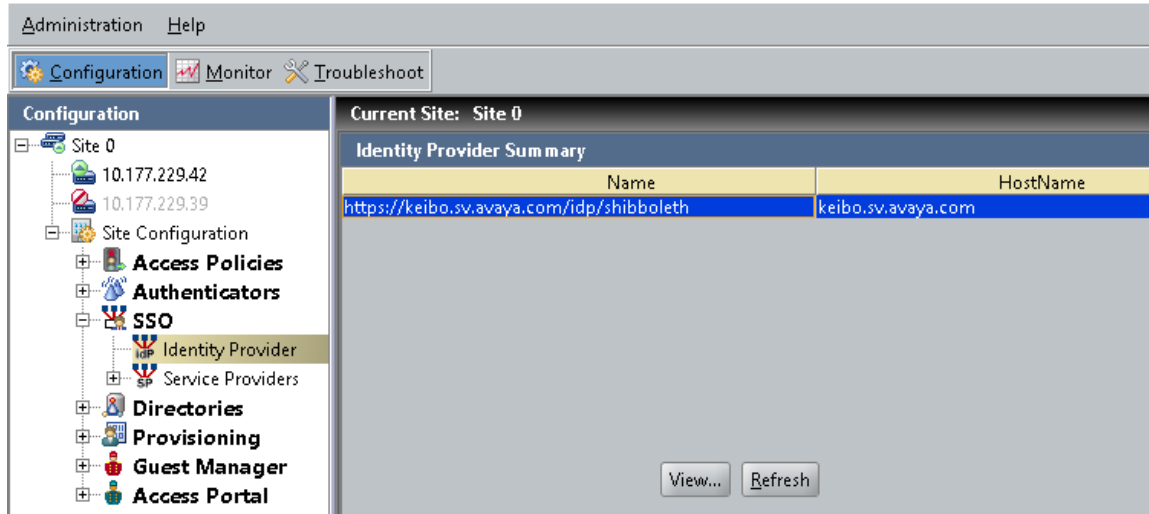 Administration Help
Configuration Monitor Troubleshoot
Configuration
Current Site: Site 0
Site 0
10.177.229.42
10.177.229.39
Site Configuration
Access Policies
Authenticators
SSO
idP Identity Provider
SP Service Providers
Directories
Provisioning
Guest Manager
Access Portal
Identity Provider Summary
Name HostName
https://keibo.sv.avaya.com/idp/shibboleth keibo.sv.avaya.com
View... Refresh